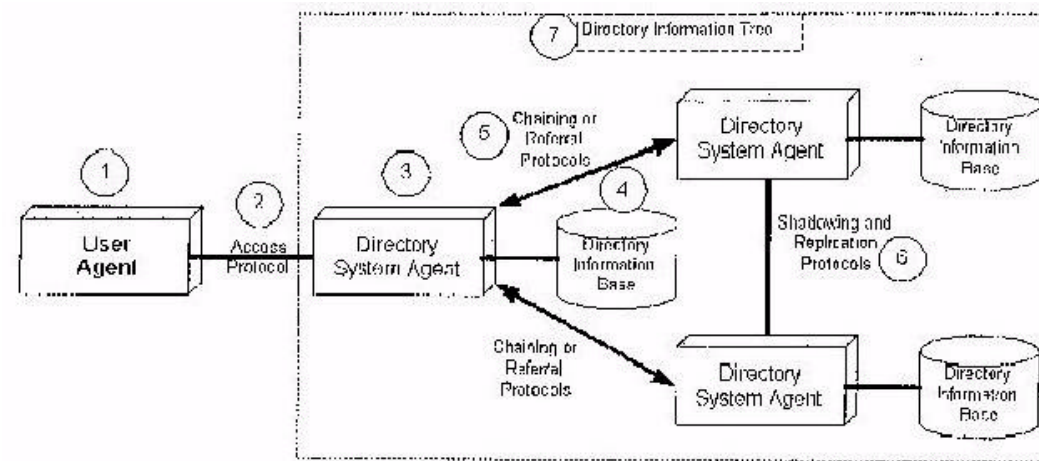 7
Directory Information Tree
5
Chaining or
Referral
Protocols
Directory
System Agent
Directory
Information
Base
1
2
3
4
User
Agent
Access
Protocol
Directory
System Agent
Directory
Information
Base
Shadowing and
Replication
Protocols
6
Chaining or
Referral
Protocols
Directory
System Agent
Directory
Information
Base